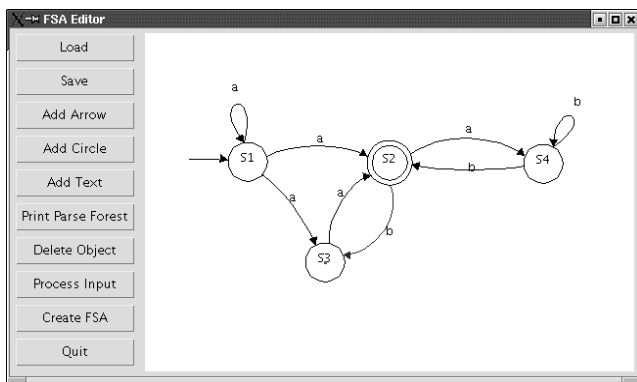 FSA Editor
Load
Save
Add Arrow
Add Circle
Add Text
Print Parse Forest
Delete Object
Process Input
Create FSA
Quit
a
b
S1
a
S2
a
S4
b
a
a
b
S3